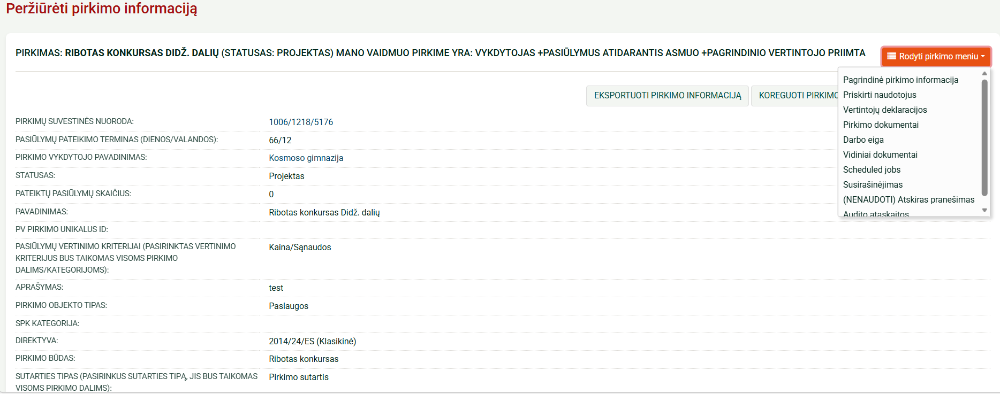 Peržiūrėti pirkimo informaciją
PIRKIMAS: RIBOTAS KONKURSAS DIDŽ. DALIŲ (STATUSAS: PROJEKTAS) MANO VAIDMUO PIRKIME YRA: VYKDYTOJAS +PASIŪLYMUS ATIDARANTIS ASMUO +PAGRINDINIO VERTINTOJO PRIIMTA
Rodyti pirkimo meniu
Pagrindinė pirkimo informacija
Priskirti naudotojus
Vertintojų deklaracijos
Pirkimo dokumentai
Darbo eiga
Vidiniai dokumentai
Scheduled jobs
Susirašinėjimas
(NENAUDOTI) Atskiras pranešimas
Audito ataskaitos
EKSPORTUOTI PIRKIMO INFORMACIJĄ
KOREGUOTI PIRKIMO
PIRKIMŲ SUVESTINĖS NUORODA: 1006/1218/5176
PASIŪLYMŲ PATEIKIMO TERMINAS (DIENOS/VALANDOS): 66/12
PIRKIMO VYKDYTOJO PAVADINIMAS: Kosmoso gimnazija
STATUSAS: Projektas
PATEIKTŲ PASIŪLYMŲ SKAIČIUS: 0
PAVADINIMAS: Ribotas konkursas Didž. dalių
PV PIRKIMO UNIKALUS ID:
PASIŪLYMŲ VERTINIMO KRITERIJAI (PASIRINKTAS VERTINIMO Kaina/Sąnaudos
KRITERIJUS BUS TAIKOMAS VISOMS PIRKIMO
DALIMS/KATEGORIJOMS):
APRAŠYMAS: test
PIRKIMO OBJEKTO TIPAS: Paslaugos
SPK KATEGORIJA:
DIREKTYVA: 2014/24/ES (Klasikinė)
PIRKIMO BŪDAS: Ribotas konkursas
SUTARTIES TIPAS (PASIRINKUS SUTARTIES TIPĄ, JIS BUS TAIKOMAS Pirkimo sutartis
VISOMS PIRKIMO DALIMS):